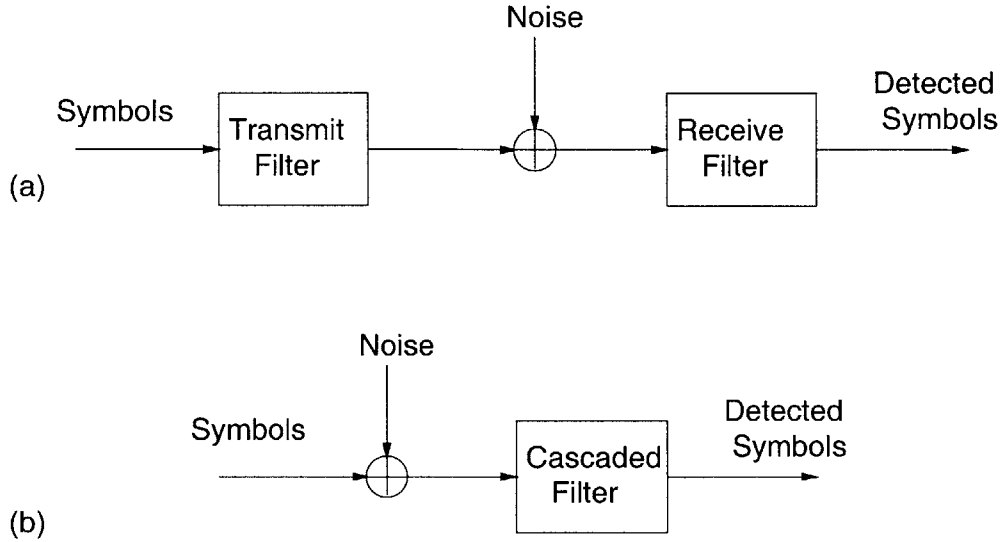 Noise
Symbols
Transmit
Filter
Receive
Filter
Detected
Symbols
(a)
Noise
Symbols
Cascaded
Filter
Detected
Symbols
(b)